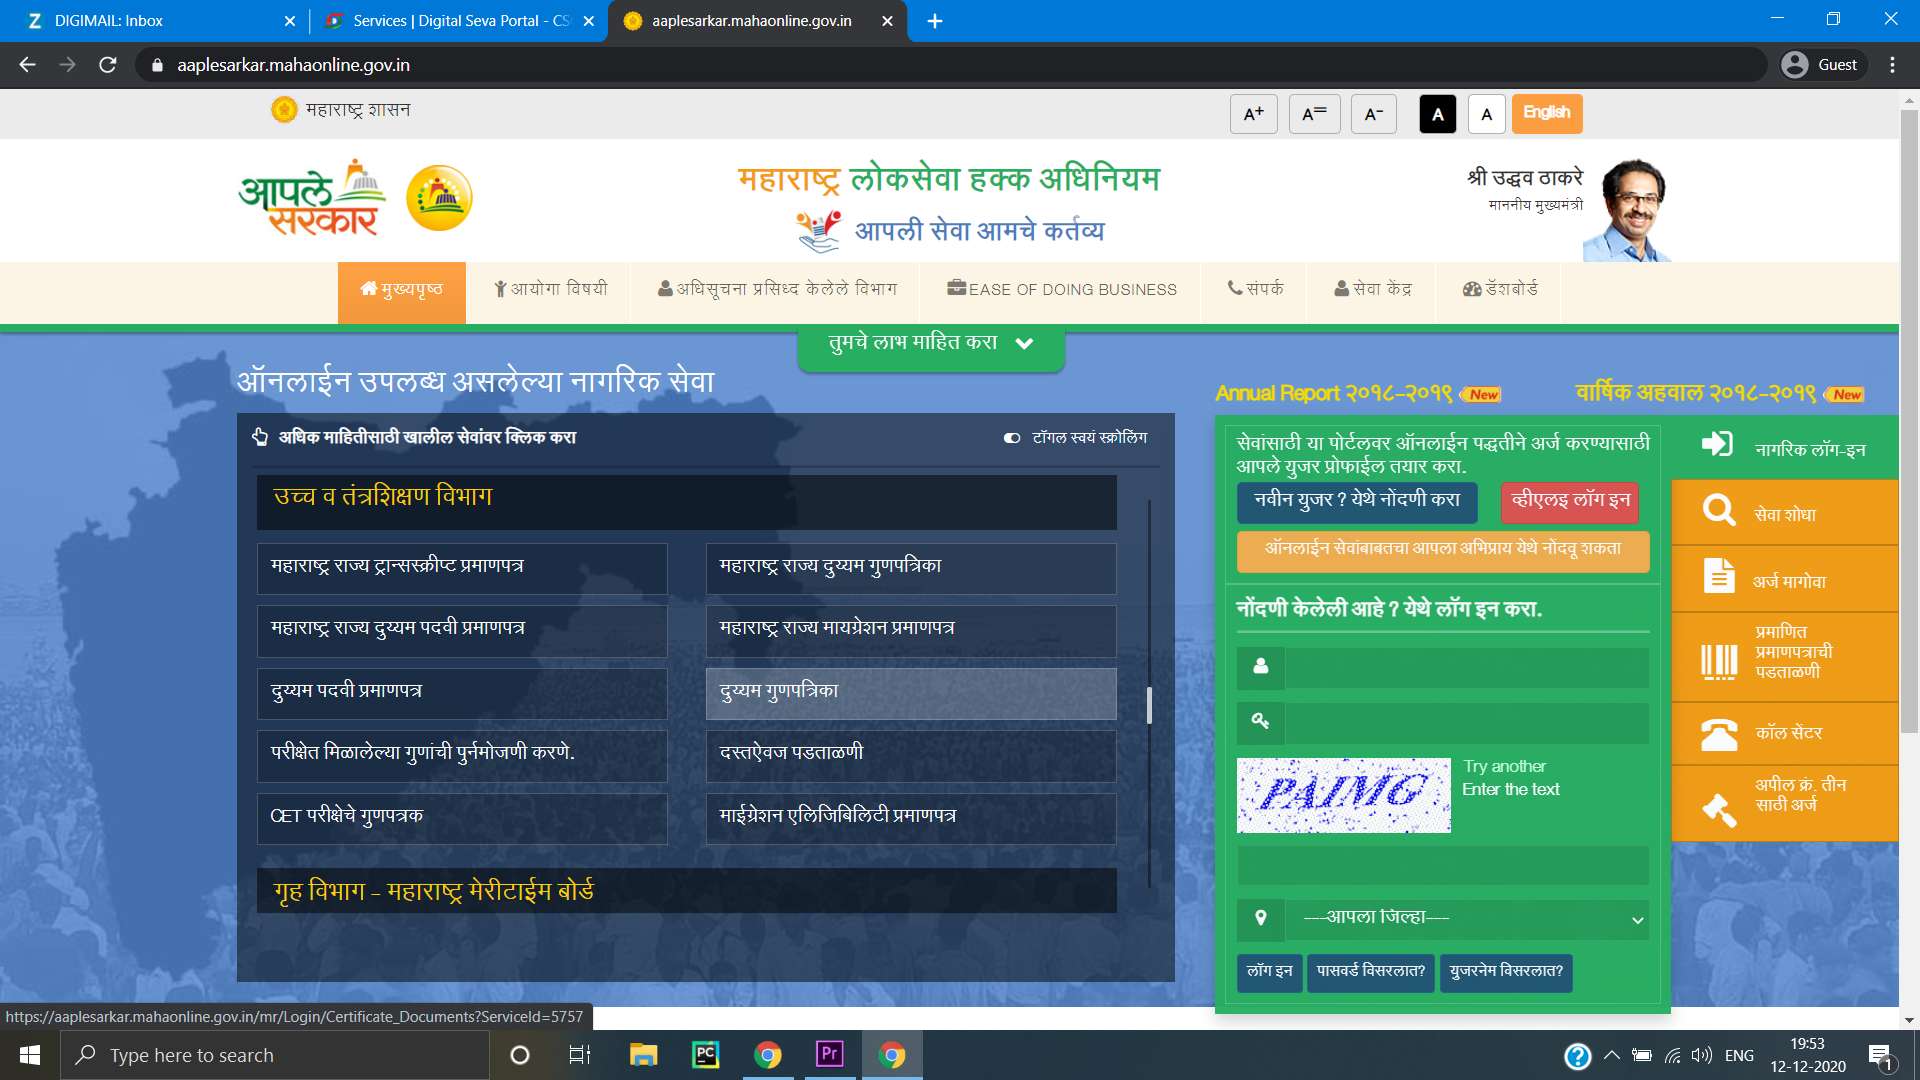 DIGIMAIL: Inbox
Services | Digital Seva Portal - CS
aaplesarkar.mahaonline.gov.in
aaplesarkar.mahaonline.gov.in
Guest
महाराष्ट्र शासन
A+
A=
A-
A
A
English
आपले सरकार
महाराष्ट्र लोकसेवा हक्क अधिनियम
आपली सेवा आमचे कर्तव्य
श्री उद्धव ठाकरे
माननीय मुख्यमंत्री
मुख्यपृष्ठ
आयोगा विषयी
अधिसूचना प्रसिध्द केलेले विभाग
EASE OF DOING BUSINESS
संपर्क
सेवा केंद्र
डॅशबोर्ड
तुमचे लाभ माहित करा
ऑनलाईन उपलब्ध असलेल्या नागरिक सेवा
Annual Report २०१८-२०१९ New
वार्षिक अहवाल २०१८-२०१९ New
अधिक माहितीसाठी खालील सेवांवर क्लिक करा
टॉगल स्वयं स्क्रोलिंग
उच्च व तंत्रशिक्षण विभाग
महाराष्ट्र राज्य ट्रान्सस्क्रीप्ट प्रमाणपत्र
महाराष्ट्र राज्य दुय्यम गुणपत्रिका
महाराष्ट्र राज्य दुय्यम पदवी प्रमाणपत्र
महाराष्ट्र राज्य मायग्रेशन प्रमाणपत्र
दुय्यम पदवी प्रमाणपत्र
दुय्यम गुणपत्रिका
परीक्षेत मिळालेल्या गुणांची पुर्नमोजणी करणे.
दस्तऐवज पडताळणी
CET परीक्षेचे गुणपत्रक
माईग्रेशन एलिजिबिलिटी प्रमाणपत्र
गृह विभाग - महाराष्ट्र मेरीटाईम बोर्ड
सेवांसाठी या पोर्टलवर ऑनलाईन पद्धतीने अर्ज करण्यासाठी
आपले युजर प्रोफाईल तयार करा.
नवीन युजर ? येथे नोंदणी करा
व्हीएलइ लॉग इन
ऑनलाईन सेवांबाबतचा आपला अभिप्राय येथे नोंदवू शकता
नोंदणी केलेली आहे ? येथे लॉग इन करा.
PAIMG
Try another
Enter the text
---आपला जिल्हा---
लॉग इन
पासवर्ड विसरलात?
युजरनेम विसरलात?
नागरिक लॉग-इन
सेवा शोधा
अर्ज मागोवा
प्रमाणित
प्रमाणपत्राची
पडताळणी
कॉल सेंटर
अपील क्रं. तीन
साठी अर्ज
https://aaplesarkar.mahaonline.gov.in/mr/Login/Certificate_Documents?ServiceId=5757
Type here to search
PC
Pr
ENG
19:53
12-12-2020
1